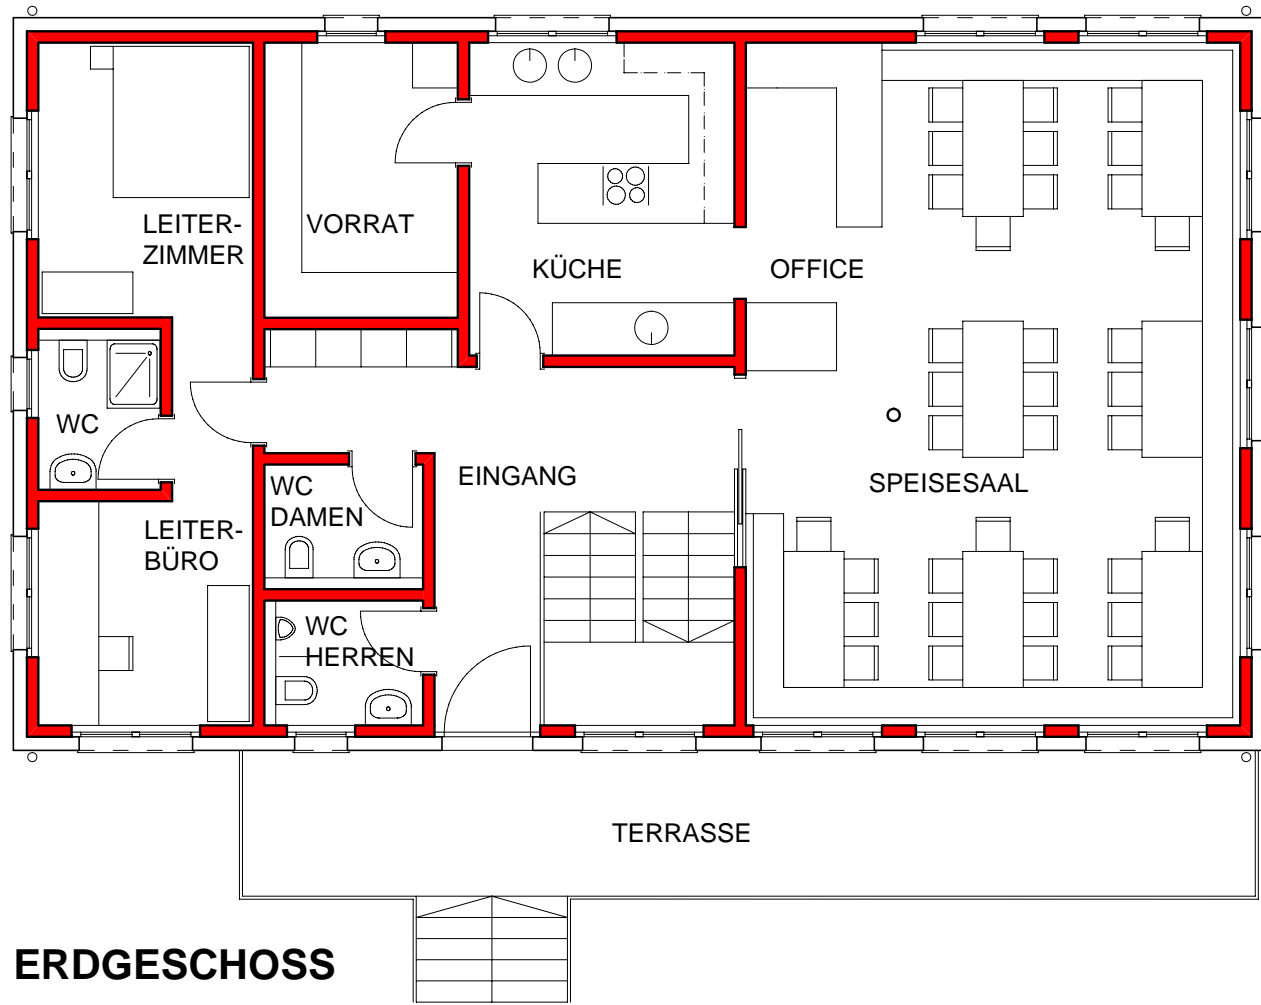 LEITER-
ZIMMER
VORRAT
KÜCHE
OFFICE
WC
EINGANG
SPEISESAAL
WC
DAMEN
LEITER-
BÜRO
WC
HERREN
TERRASSE
ERDGESCHOSS